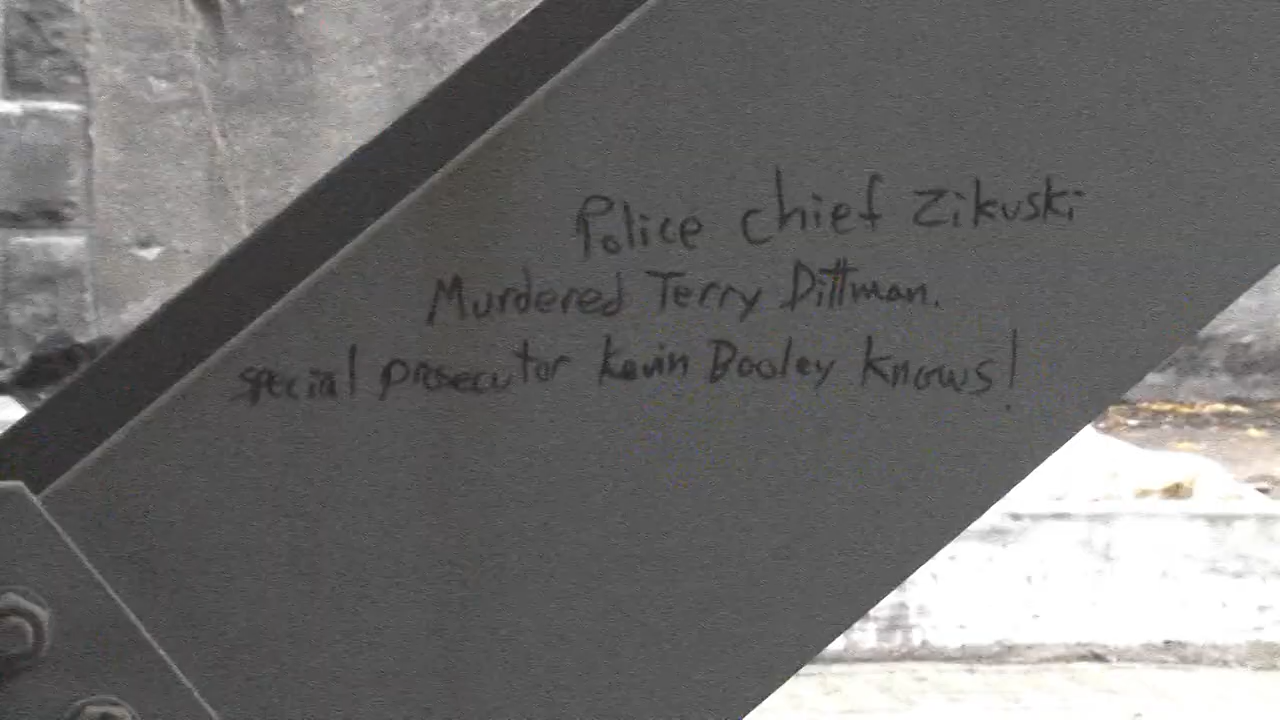 Police chief Zikuski
Murdered Terry Dittman.
special prosecutor kevin Dooley knows!